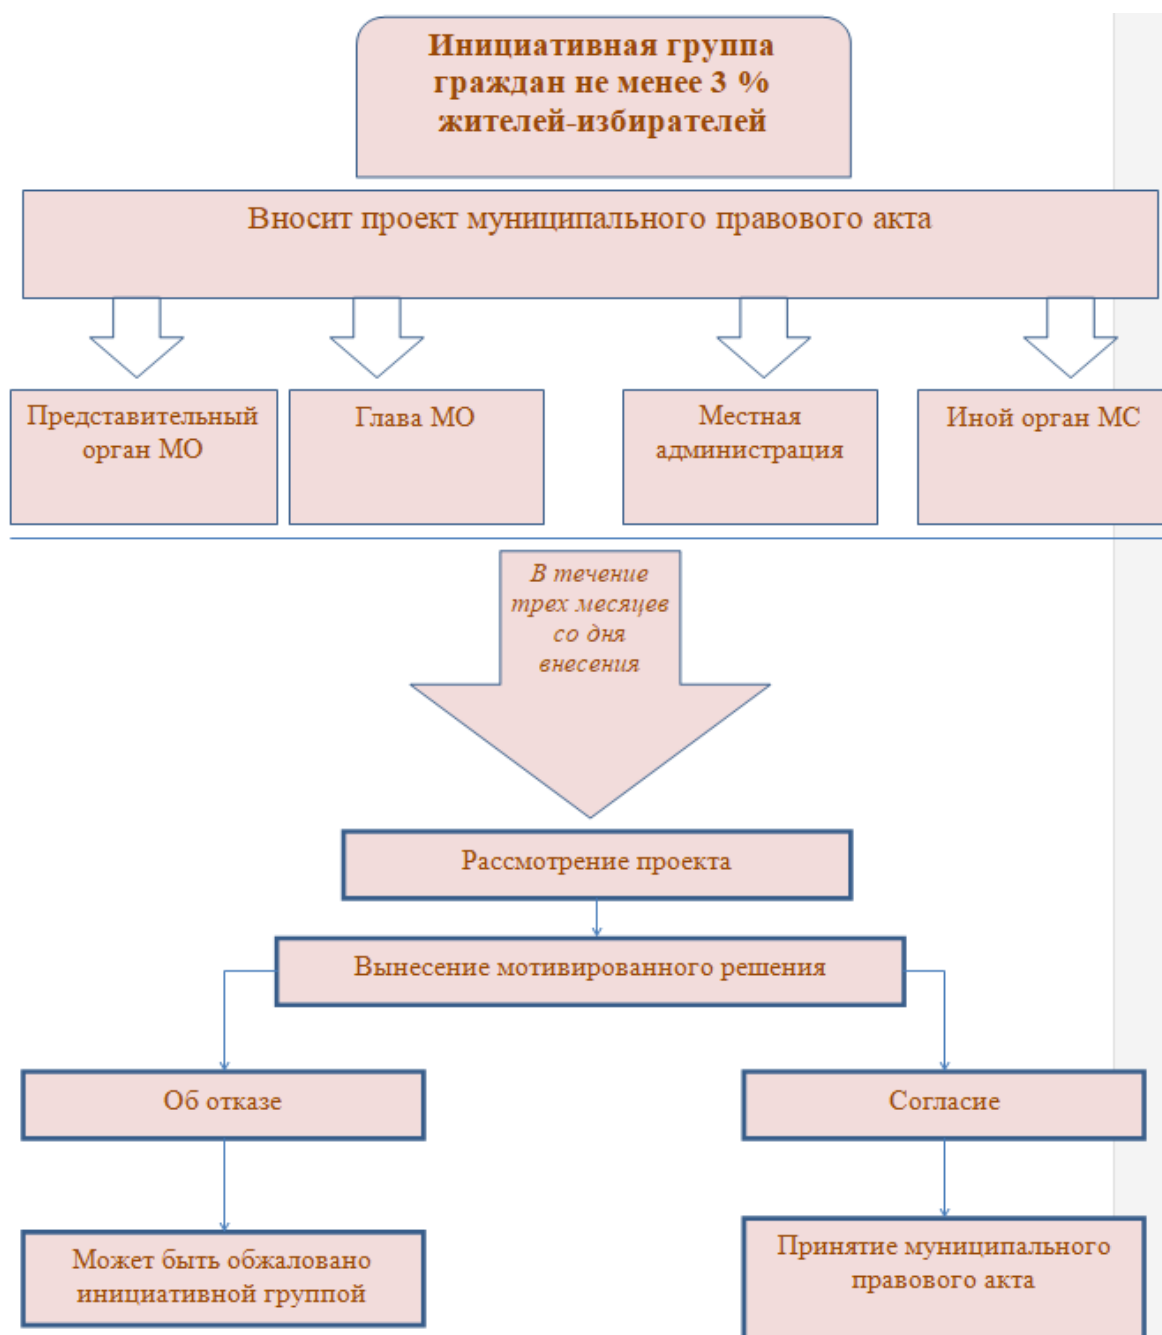 Инициативная группа
граждан не менее 3 %
жителей-избирателей
Вносит проект муниципального правового акта
Представительный
орган МО
Глава МО
Местная
администрация
Иной орган МС
В течение
трех месяцев
со дня
внесения
Рассмотрение проекта
Вынесение мотивированного решения
Об отказе
Согласие
Может быть обжаловано
инициативной группой
Принятие муниципального
правового акта